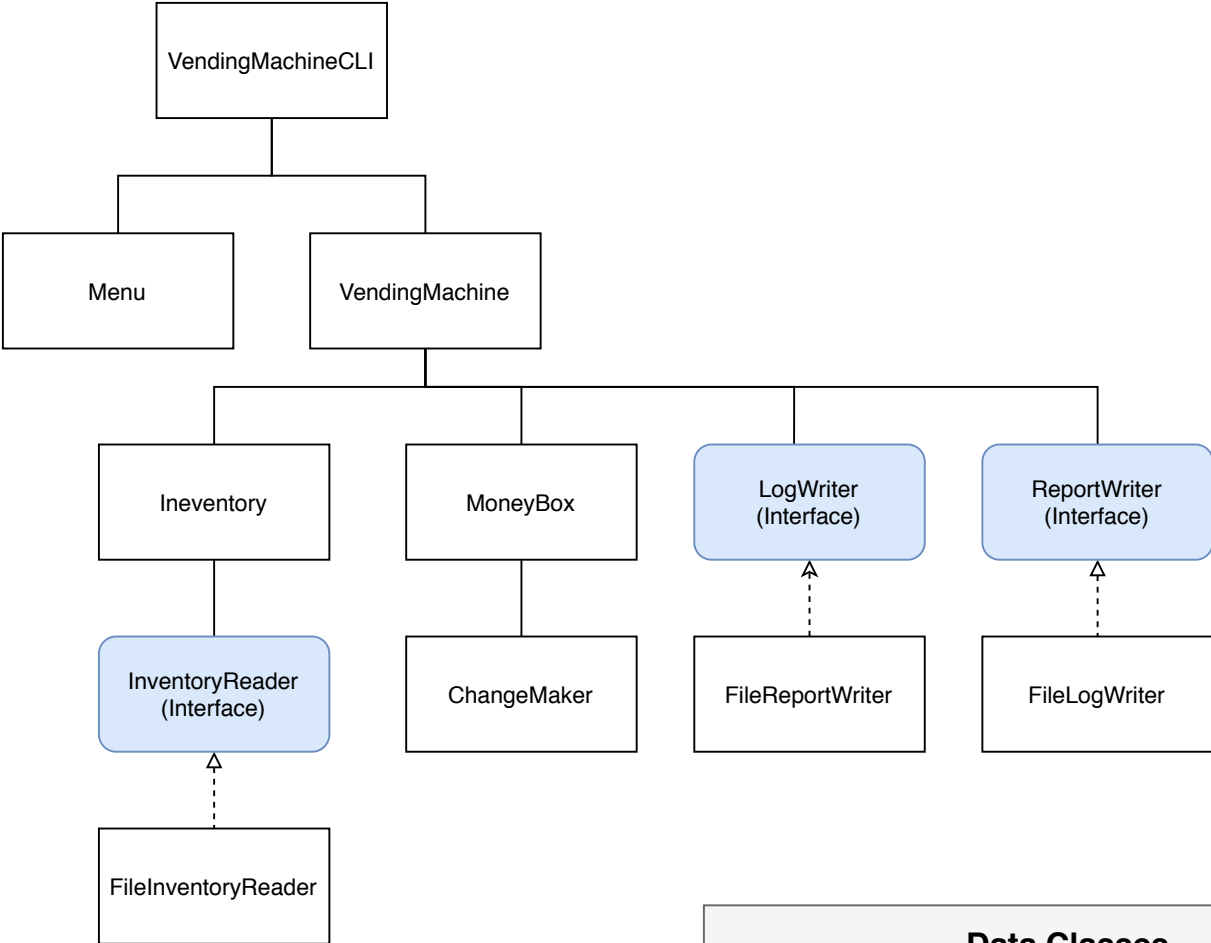 VendingMachineCLI
Menu
VendingMachine
Ineventory
MoneyBox
LogWriter
(Interface)
ReportWriter
(Interface)
InventoryReader
(Interface)
ChangeMaker
FileReportWriter
FileLogWriter
FileInventoryReader
Data Classes